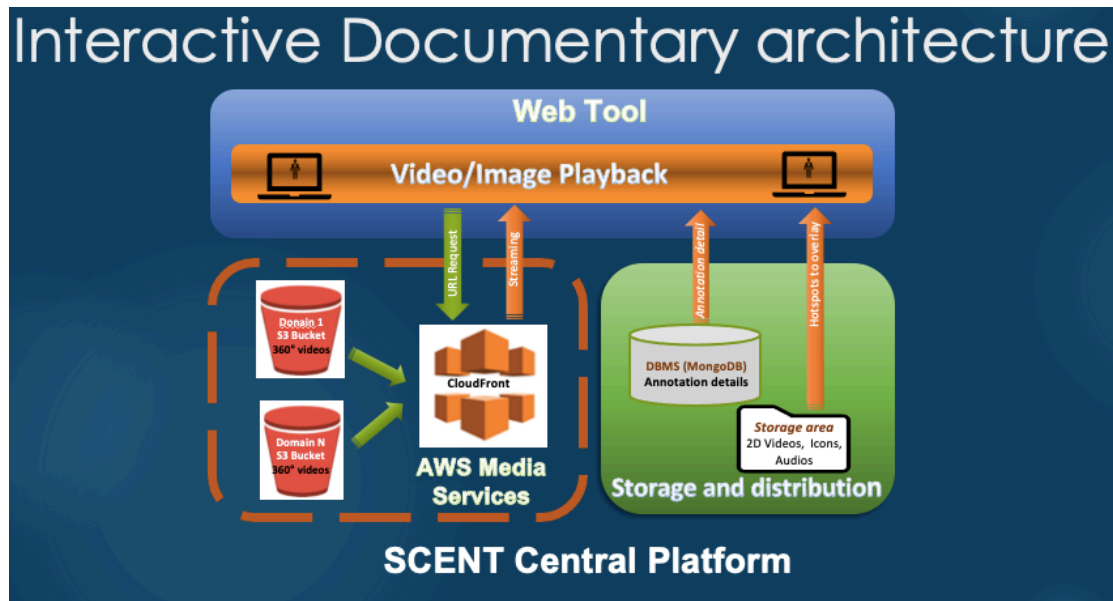 Interactive Documentary architecture
Web Tool
Video/Image Playback
URL Request
Streaming
Annotation detail
Hotspots to overlay
Donain 1
S3 Bucket
360° videos
Domain N
S3 Bucket
360° videos
CloudFront
AWS Media
Services
DBMS (MongoDB)
Annotation details
Storage area
2D Videos, Icons,
Audios
Storage and distribution
SCENT Central Platform